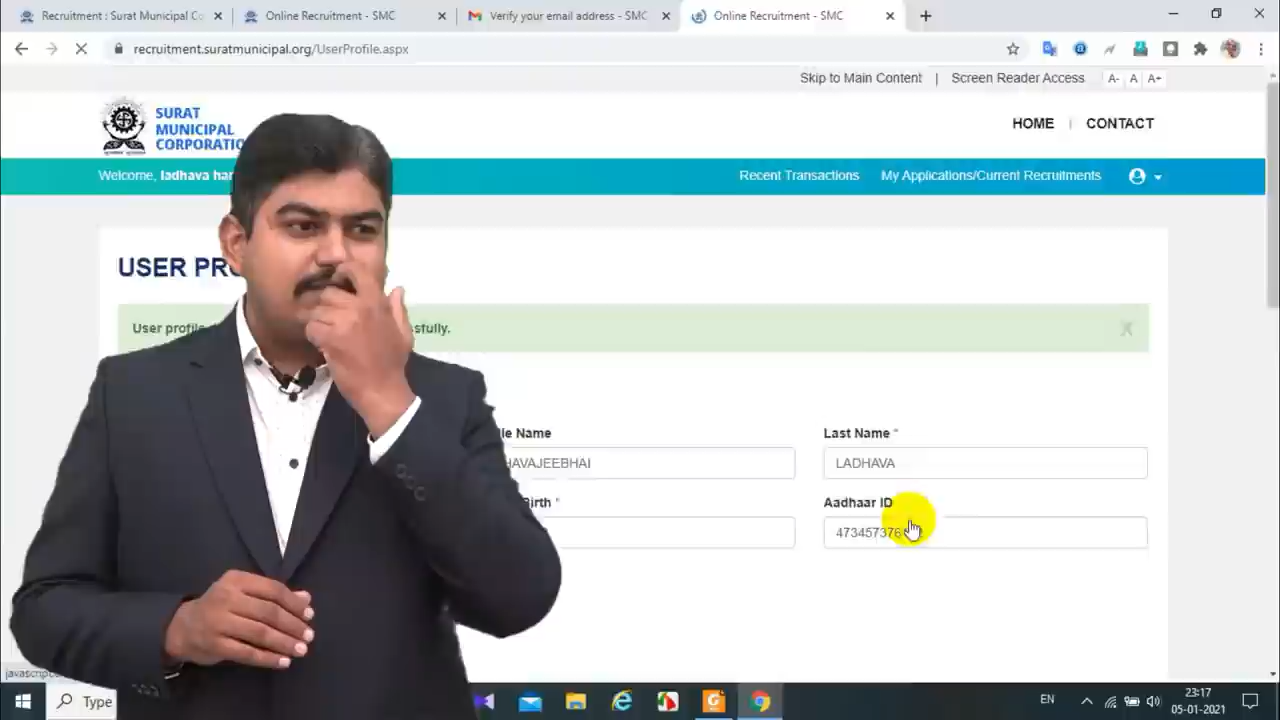 Recruitment : Surat Municipal Co
Online Recruitment - SMC
Verify your email address - SMC
Online Recruitment - SMC
recruitment.suratmunicipal.org/UserProfile.aspx
Skip to Main Content | Screen Reader Access A- A A+
SURAT
MUNICIPAL
CORPORATIO
HOME | CONTACT
Welcome, ladhava har
Recent Transactions My Applications/Current Recruitments
USER PR
User profile sfully. X
le Name
Last Name *
HAVAJEEBHAI
LADHAVA
Birth *
Aadhaar ID
473457376
javascript
Type
EN
23:17
05-01-2021